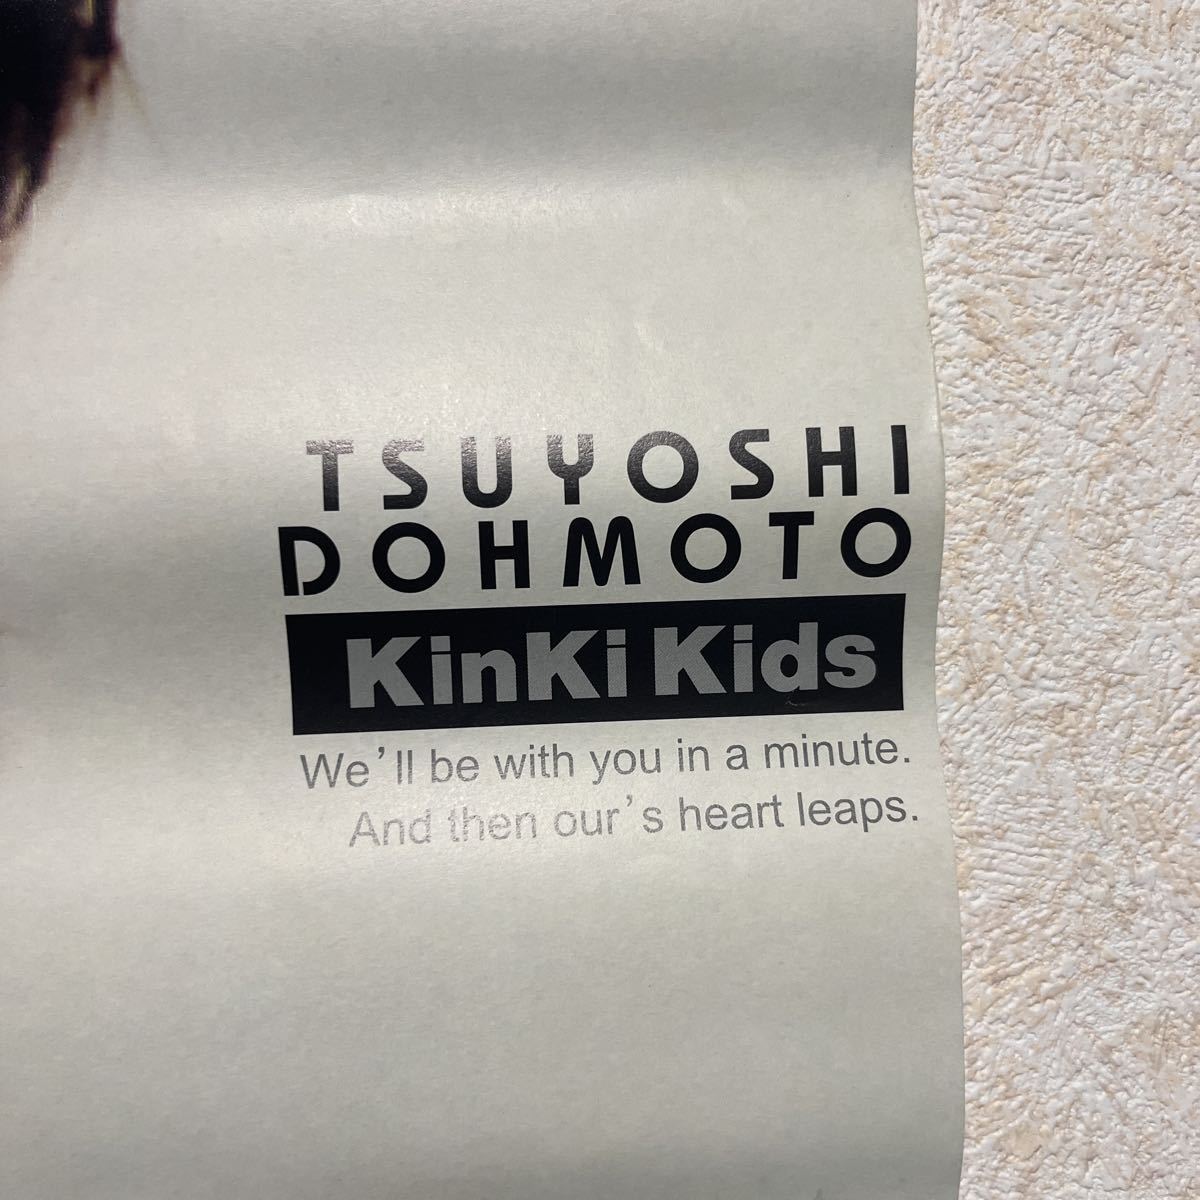 TSUYOSHI
DOHMOTO
KinKi Kids
We'll be with you in a minute.
And then our's heart leaps.